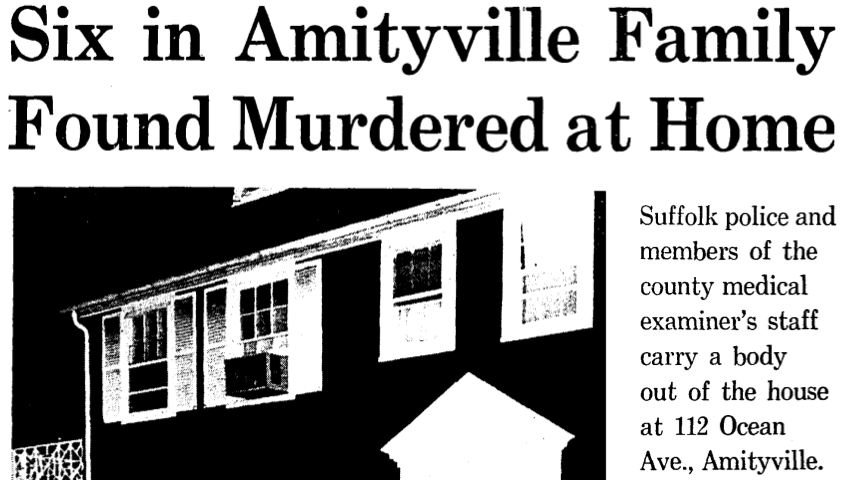 Six in Amityville Family
Found Murdered at Home
Suffolk police and
members of the
county medical
examiner's staff
carry a body
out of the house
at 112 Ocean
Ave., Amityville.